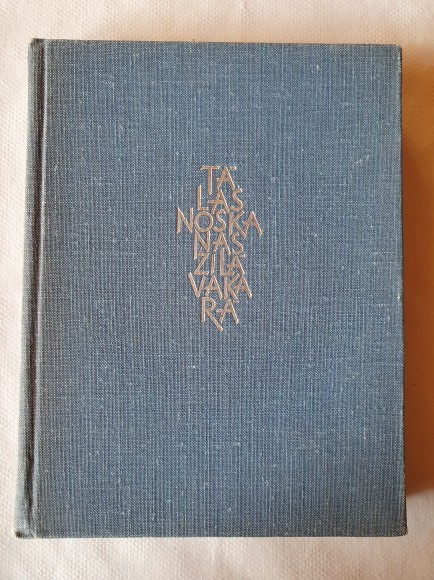 TĀ
LAS
NOSKA
ŅAS
ZILĀ
VAKA
RĀ